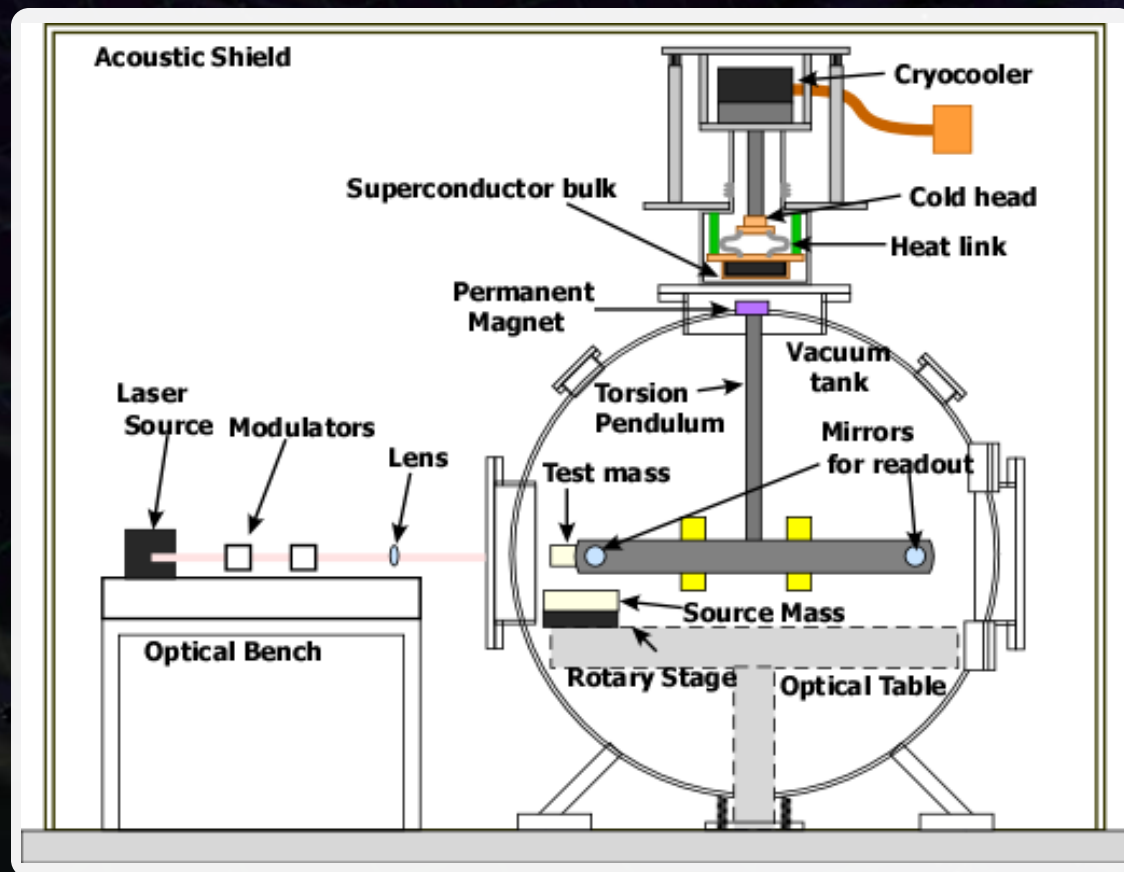 Acoustic Shield
Cryocooler
Superconductor bulk
Cold head
Heat link
Permanent
Magnet
Vacuum
tank
Laser
Source
Modulators
Lens
Torsion
Pendulum
Mirrors
for readout
Test mass
Source Mass
Optical Bench
Rotary Stage
Optical Table